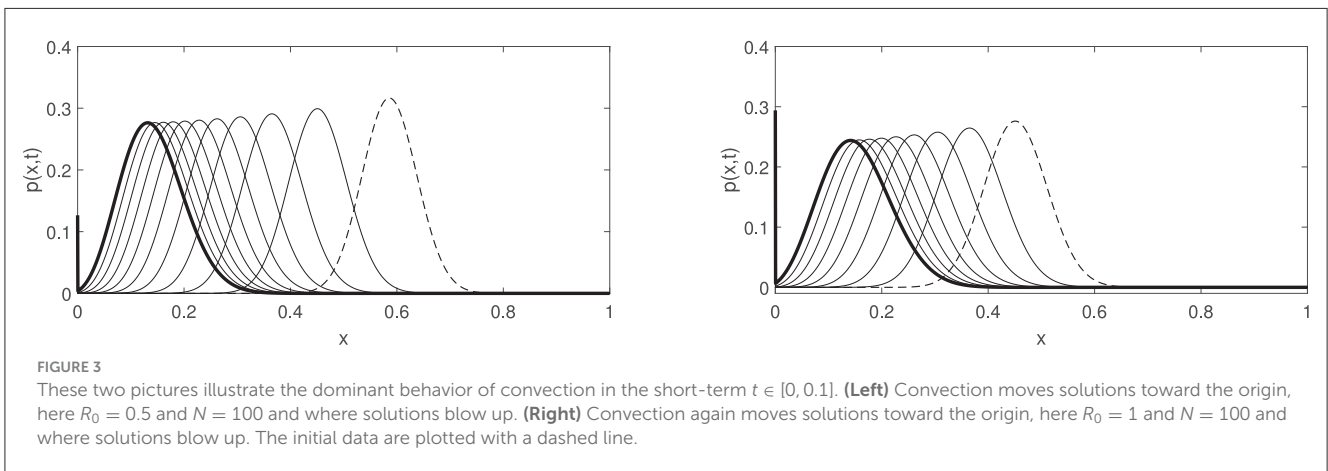 0.4
0.3
0.2
0.1
0
p(x,t)
0
0.2
0.4
0.6
0.8
1
x
0.4
0.3
0.2
0.1
0
p(x,t)
0
0.2
0.4
0.6
0.8
1
x
FIGURE 3
These two pictures illustrate the dominant behavior of convection in the short-term t ∈ [0, 0.1]. (Left) Convection moves solutions toward the origin,
here R₀ = 0.5 and N = 100 and where solutions blow up. (Right) Convection again moves solutions toward the origin, here R₀ = 1 and N = 100 and
where solutions blow up. The initial data are plotted with a dashed line.